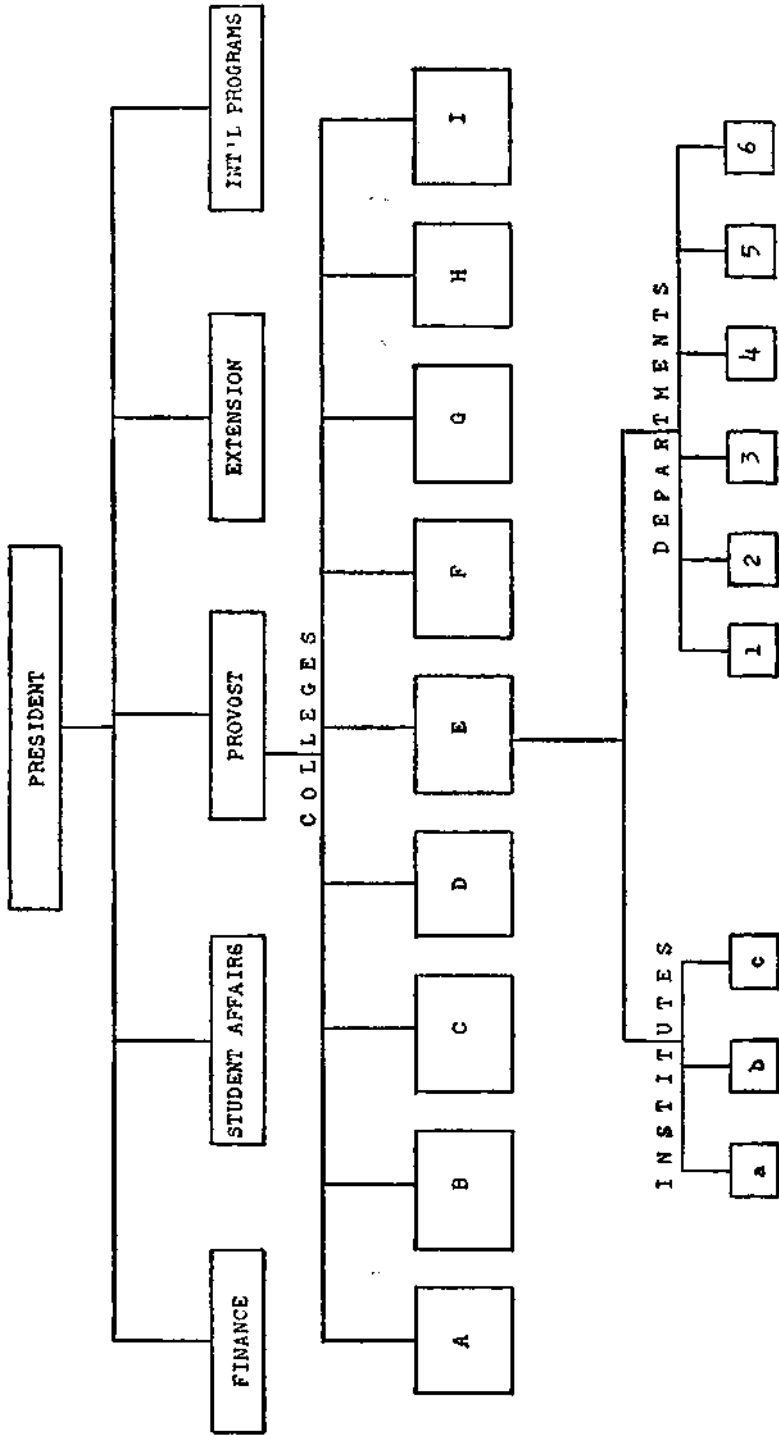 PRESIDENT
FINANCE
STUDENT AFFAIRS
PROVOST
EXTENSION
INT'L PROGRAMS
COLLEGES
A
B
C
D
E
F
G
H
I
INSTITUTES
DEPARTMENTS
a
b
c
1
2
3
4
5
6